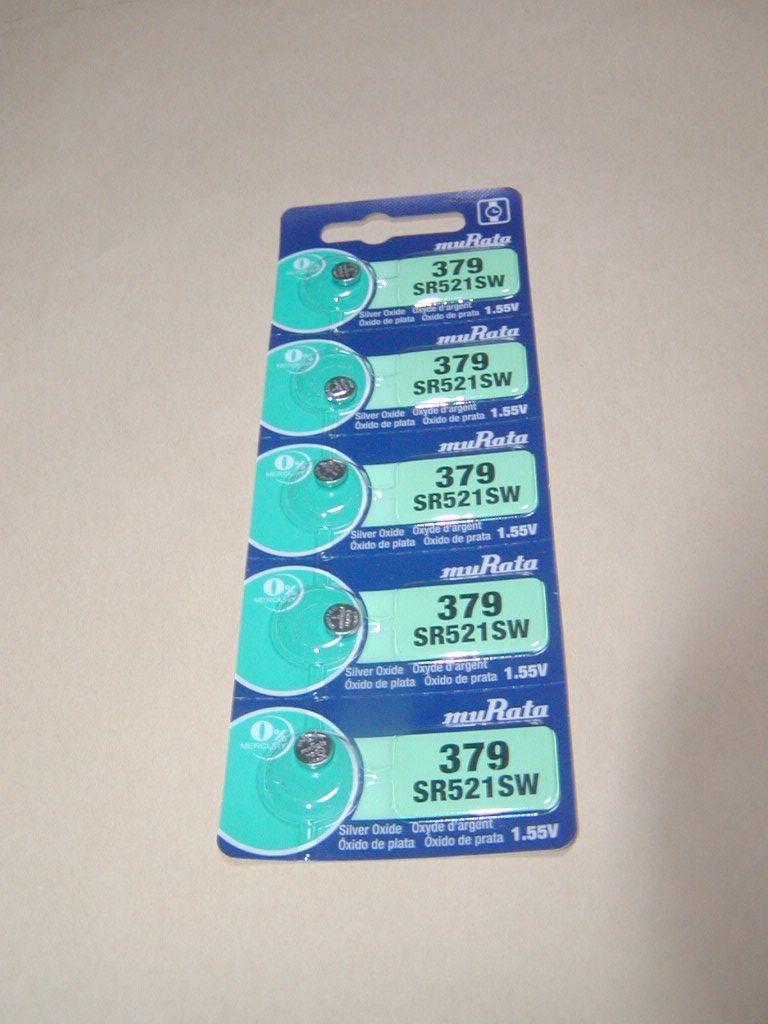 muRata
0%
MERCURY
379
SR521SW
Silver Oxide Oxyde d'argent
Óxido de plata Óxido de prata 1.55V
muRata
0%
MERCURY
379
SR521SW
Silver Oxide Oxyde d'argent
Óxido de plata Óxido de prata 1.55V
muRata
0%
MERCURY
379
SR521SW
Silver Oxide Oxyde d'argent
Óxido de plata Óxido de prata 1.55V
muRata
0%
MERCURY
379
SR521SW
Silver Oxide Oxyde d'argent
Óxido de plata Óxido de prata 1.55V
muRata
0%
MERCURY
379
SR521SW
Silver Oxide Oxyde d'argent
Óxido de plata Óxido de prata 1.55V